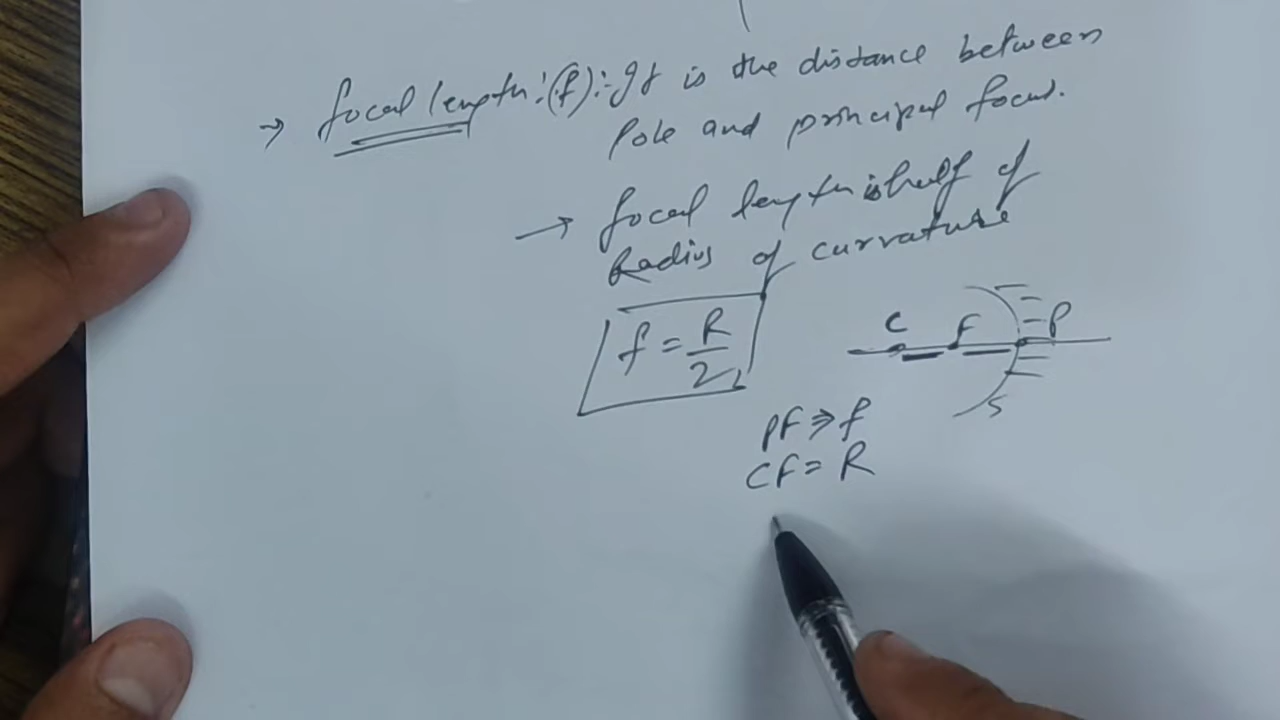 → focal length:(f):- It is the distance between
Pole and principal focus.
→ focal length is half of
Radius of curvature
f = R/2
C F P
S
PF => f
CF = R